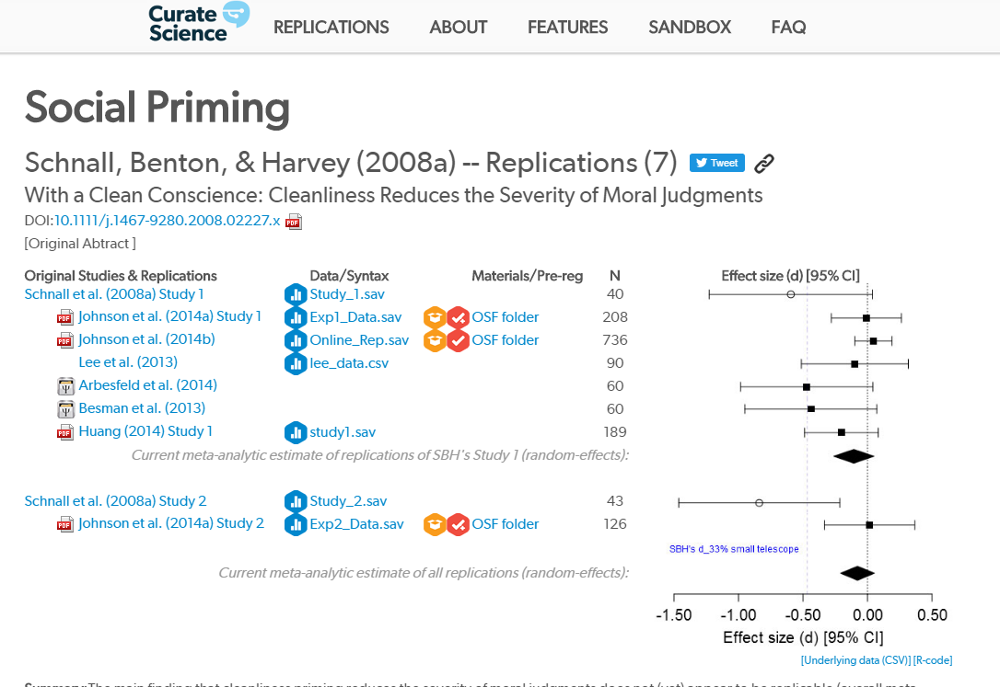 Curate Science REPLICATIONS ABOUT FEATURES SANDBOX FAQ
Social Priming
Schnall, Benton, & Harvey (2008a) -- Replications (7) Tweet
With a Clean Conscience: Cleanliness Reduces the Severity of Moral Judgments
DOI:10.1111/j.1467-9280.2008.02227.x PDF
[Original Abtract ]
Original Studies & Replications Data/Syntax Materials/Pre-reg N Effect size (d) [95% CI]
Schnall et al. (2008a) Study 1 Study_1.sav 40
PDF Johnson et al. (2014a) Study 1 Exp1_Data.sav OSF folder 208
PDF Johnson et al. (2014b) Online_Rep.sav OSF folder 736
Lee et al. (2013) lee_data.csv 90
Arbesfeld et al. (2014) 60
Besman et al. (2013) 60
PDF Huang (2014) Study 1 study1.sav 189
Current meta-analytic estimate of replications of SBH's Study 1 (random-effects):
Schnall et al. (2008a) Study 2 Study_2.sav 43
PDF Johnson et al. (2014a) Study 2 Exp2_Data.sav OSF folder 126
SBH's d_33% small telescope
Current meta-analytic estimate of all replications (random-effects):
-1.50 -1.00 -0.50 0.00 0.50
Effect size (d) [95% CI]
[Underlying data (CSV)] [R-code]
Summary: The main finding that cleanliness priming reduces the severity of moral judgments does not (yet) appear to be replicable (overall meta-